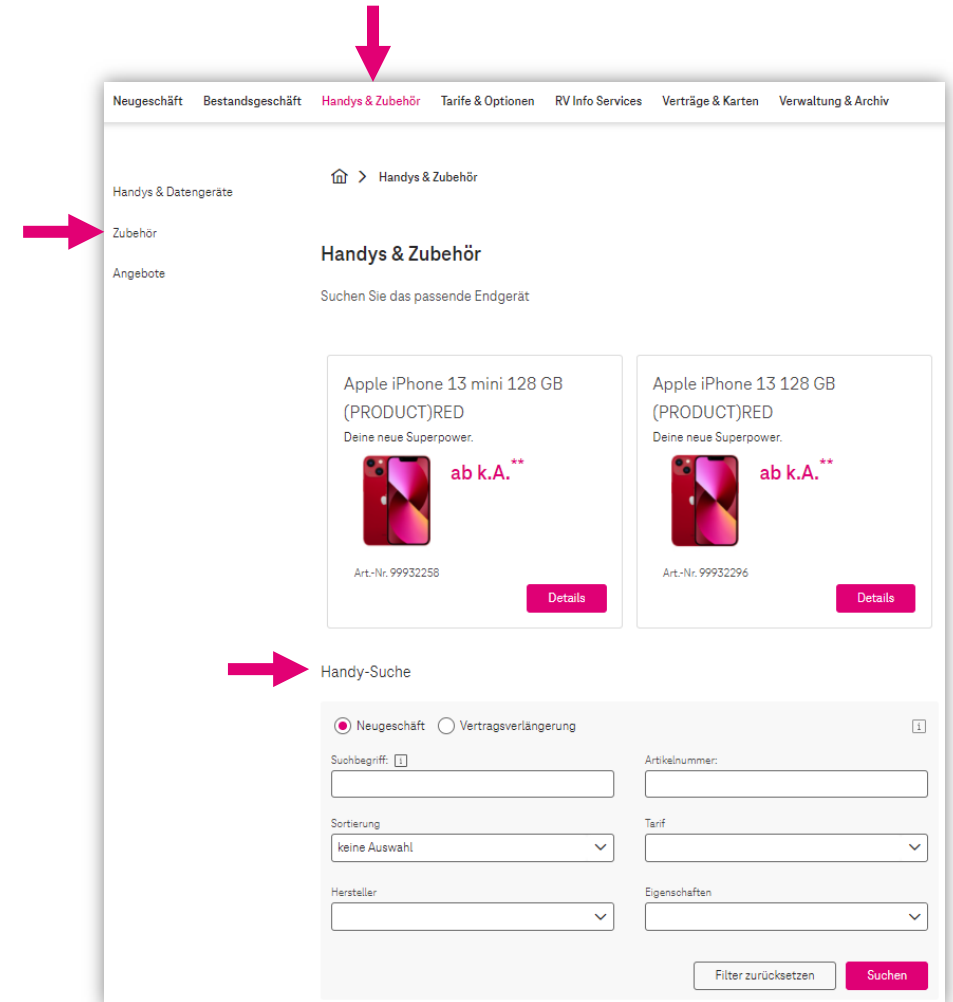 Neugeschäft Bestandsgeschäft Handys & Zubehör Tarife & Optionen RV Info Services Verträge & Karten Verwaltung & Archiv
Handys & Datengeräte
Zubehör
Angebote
Handys & Zubehör
Handys & Zubehör
Suchen Sie das passende Endgerät
Apple iPhone 13 mini 128 GB
(PRODUCT)RED
Deine neue Superpower.
ab k.A.**
Art.-Nr. 99932258
Details
Apple iPhone 13 128 GB
(PRODUCT)RED
Deine neue Superpower.
ab k.A.**
Art.-Nr. 99932296
Details
Handy-Suche
Neugeschäft Vertragsverlängerung i
Suchbegriff: i Artikelnummer:
Sortierung Tarif
keine Auswahl
Hersteller Eigenschaften
Filter zurücksetzen Suchen